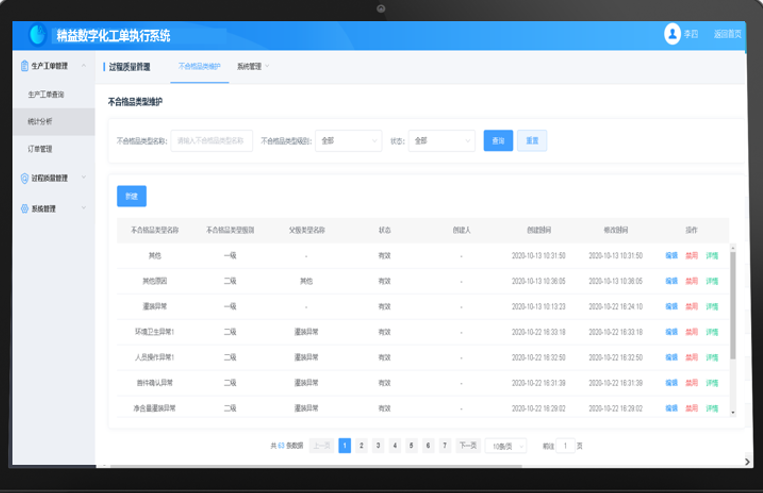 精益数字化工单执行系统
李四 返回首页
生产工单管理
生产工单查询
统计分析
订单管理
过程质量管理
系统管理
过程质量管理 不合格品类维护 系统管理
不合格品类型维护
不合格品类型名称: 请输入不合格品类型名称 不合格品类型级别: 全部 状态: 全部 查询 重置
新建
不合格品类型名称 不合格品类型级别 父级类型名称 状态 创建人 创建时间 修改时间 操作
其他 一级 - 有效 - 2020-10-13 10:31:50 2020-10-13 10:31:50 编辑 禁用 详情
其他原因 二级 其他 有效 - 2020-10-13 10:36:05 2020-10-13 10:36:05 编辑 禁用 详情
灌装异常 一级 - 有效 - 2020-10-13 10:13:23 2020-10-22 16:24:10 编辑 禁用 详情
环境卫生异常1 二级 灌装异常 有效 - 2020-10-22 16:33:18 2020-10-22 16:33:18 编辑 禁用 详情
人员操作异常1 二级 灌装异常 有效 - 2020-10-22 16:32:50 2020-10-22 16:32:50 编辑 禁用 详情
首件确认异常 二级 灌装异常 有效 - 2020-10-22 16:31:39 2020-10-22 16:31:39 编辑 禁用 详情
净含量灌装异常 二级 灌装异常 有效 - 2020-10-22 16:29:02 2020-10-22 16:29:02 编辑 禁用 详情
共 63 条数据 上一页 1 2 3 4 5 6 7 下一页 10条/页 前往 1 页